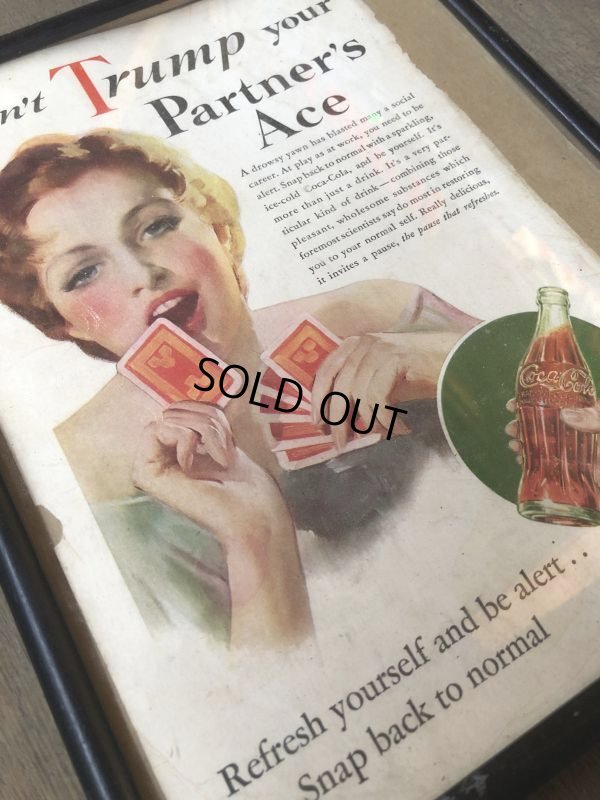 n't Trump your
Partner's
Ace
A drowsy yawn has blasted many a social
career. At play as at work, you need to be
alert. Snap back to normal with a sparkling,
ice-cold Coca-Cola, and be yourself. It's
more than just a drink. It's a very par-
ticular kind of drink—combining those
pleasant, wholesome substances which
foremost scientists say do most in restoring
you to your normal self. Really delicious,
it invites a pause, the pause that refreshes.
Coca-Cola
SOLD OUT
Refresh yourself and be alert . .
Snap back to normal